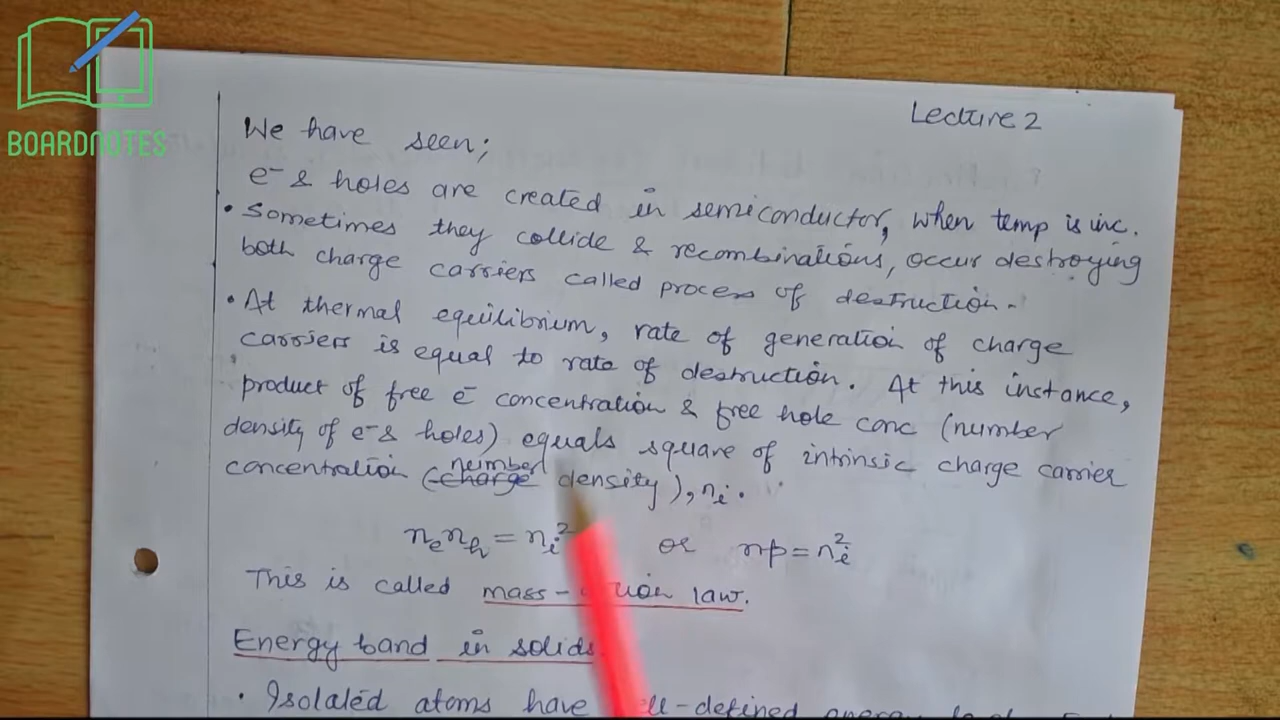 BOARDNOTES
Lecture 2
We have seen;
e⁻ & holes are created in semiconductor, when temp is inc.
• Sometimes they collide & recombinations, occur destroying
both charge carriers called process of destruction.
• At thermal equilibrium, rate of generation of charge
carriers is equal to rate of destruction. At this instance,
product of free e̅ concentration & free hole conc (number
density of e⁻ & holes) equals square of intrinsic charge carrier
concentration (charge number density), nᵢ.
nₑnₕ = nᵢ² or np = nᵢ²
This is called mass-action law.
Energy band in solids.
• Isolated atoms have defined energy